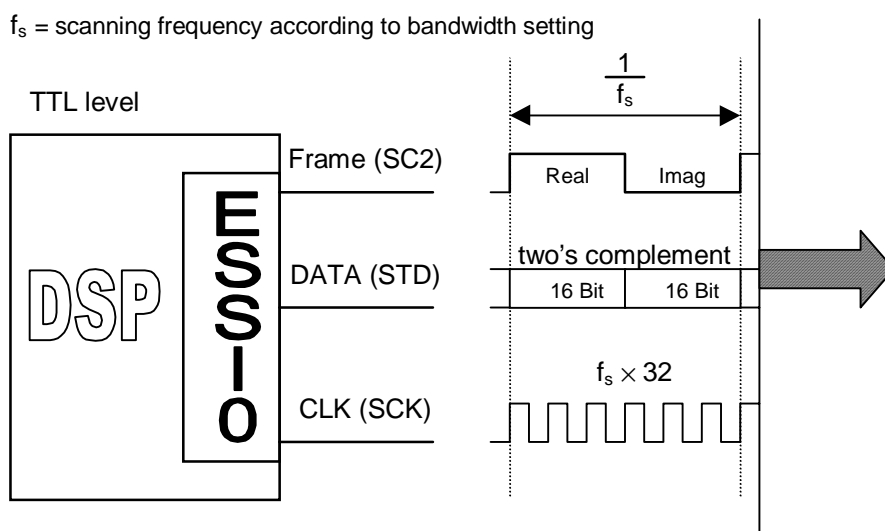 fs = scanning frequency according to bandwidth setting
1
fs
TTL level
Frame (SC2)
Real
Imag
DSP
ESSI0
two's complement
DATA (STD)
16 Bit
16 Bit
fs × 32
CLK (SCK)